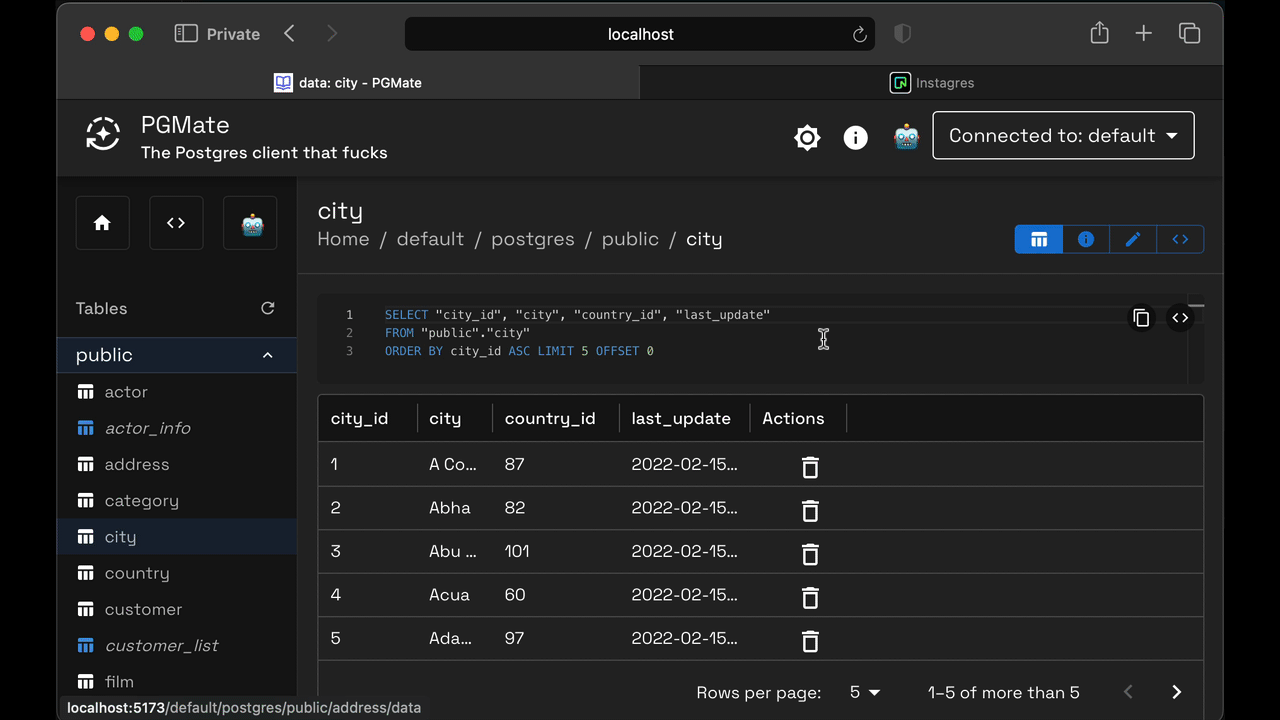 Private
localhost
data: city - PGMate
Instagres
PGMate
The Postgres client that fucks
Connected to: default
city
Home / default / postgres / public / city
Tables
public
actor
actor_info
address
category
city
country
customer
customer_list
film
1 SELECT "city_id", "city", "country_id", "last_update"
2 FROM "public"."city"
3 ORDER BY city_id ASC LIMIT 5 OFFSET 0
city_id city country_id last_update Actions
1 A Co... 87 2022-02-15...
2 Abha 82 2022-02-15...
3 Abu ... 101 2022-02-15...
4 Acua 60 2022-02-15...
5 Ada... 97 2022-02-15...
Rows per page: 5 1–5 of more than 5
localhost:5173/default/postgres/public/address/data